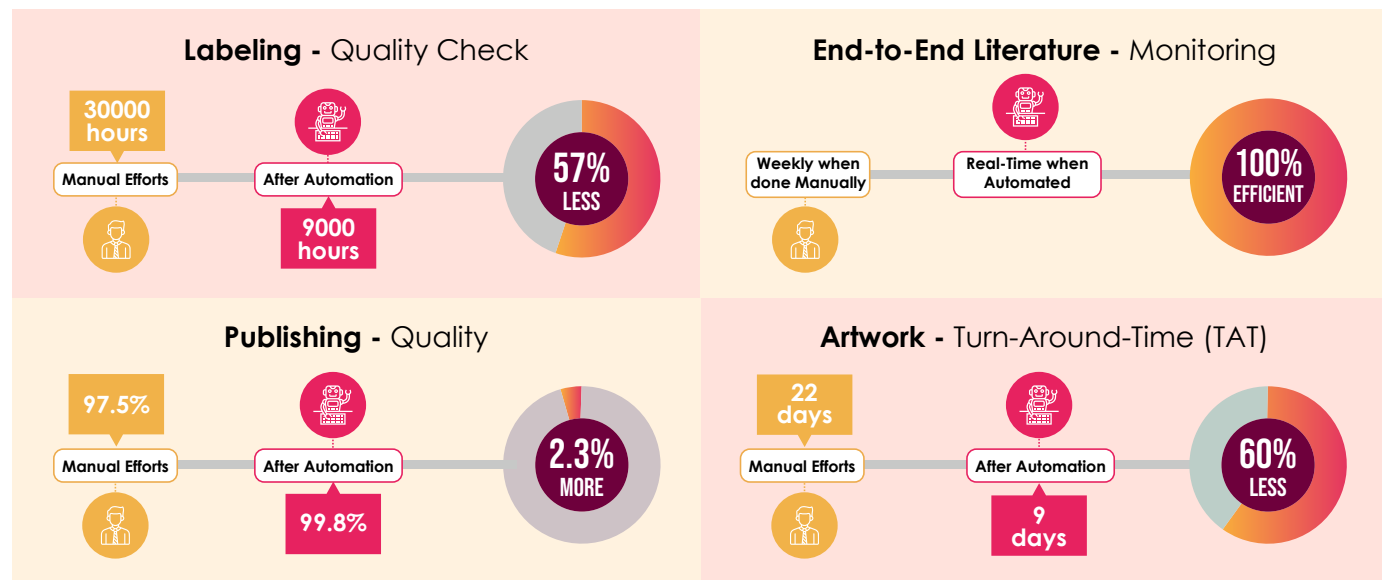 Labeling - Quality Check
30000
hours
Manual Efforts
After Automation
9000
hours
57%
LESS
End-to-End Literature - Monitoring
Weekly when
done Manually
Real-Time when
Automated
100%
EFFICIENT
Publishing - Quality
97.5%
Manual Efforts
After Automation
99.8%
2.3%
MORE
Artwork - Turn-Around-Time (TAT)
22
days
Manual Efforts
After Automation
9
days
60%
LESS